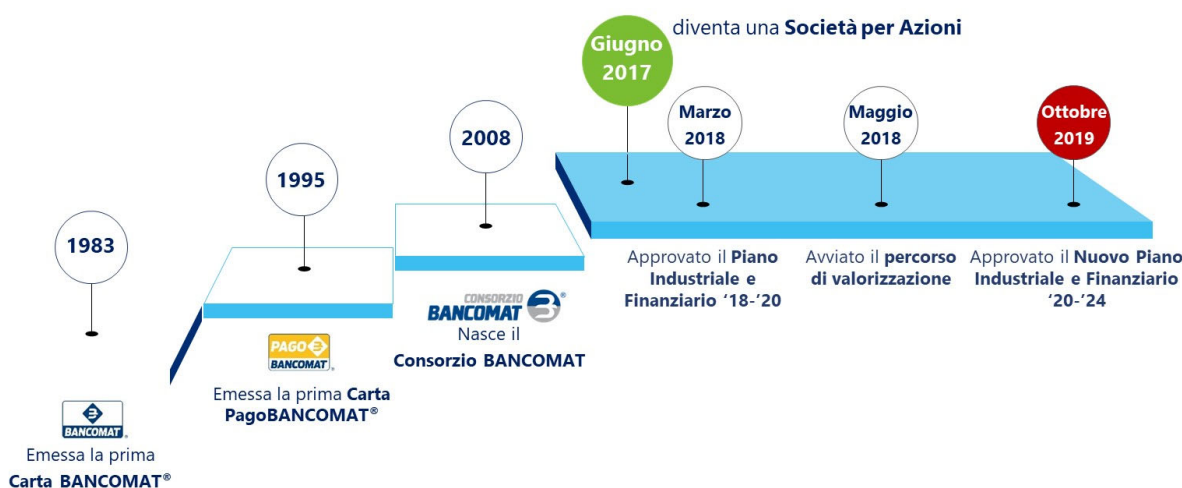 diventa una Società per Azioni
Giugno
2017
Marzo
2018
Maggio
2018
Ottobre
2019
2008
1995
1983
Approvato il Piano
Industriale e
Finanziario ‘18-’20
Avviato il percorso
di valorizzazione
Approvato il Nuovo Piano
Industriale e Finanziario
‘20-’24
CONSORZIO
BANCOMAT®
Nasce il
Consorzio BANCOMAT
PAGO
BANCOMAT®
Emessa la prima Carta
PagoBANCOMAT®
BANCOMAT®
Emessa la prima
Carta BANCOMAT®